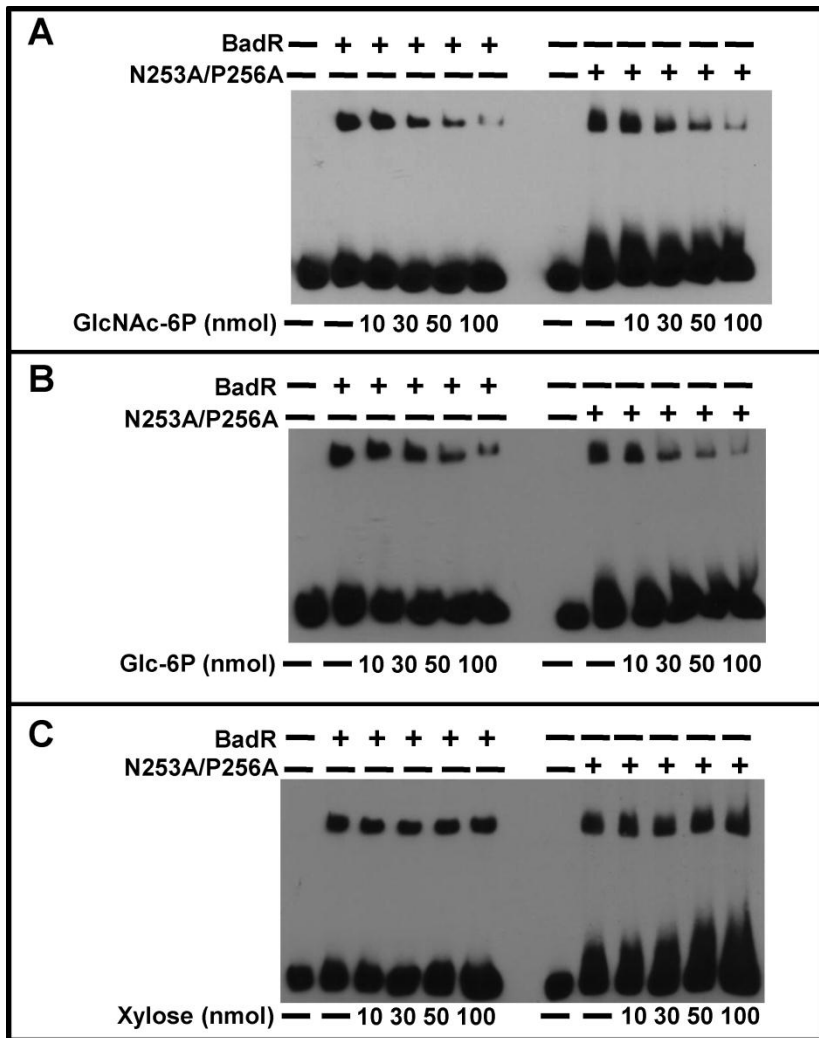 A
BadR — + + + + + — — — — — —
N253A/P256A — — — — — — — + + + + +
GlcNAc-6P (nmol) — — 10 30 50 100 — — 10 30 50 100
B
BadR — + + + + + — — — — — —
N253A/P256A — — — — — — — + + + + +
Glc-6P (nmol) — — 10 30 50 100 — — 10 30 50 100
C
BadR — + + + + + — — — — — —
N253A/P256A — — — — — — — + + + + +
Xylose (nmol) — — 10 30 50 100 — — 10 30 50 100